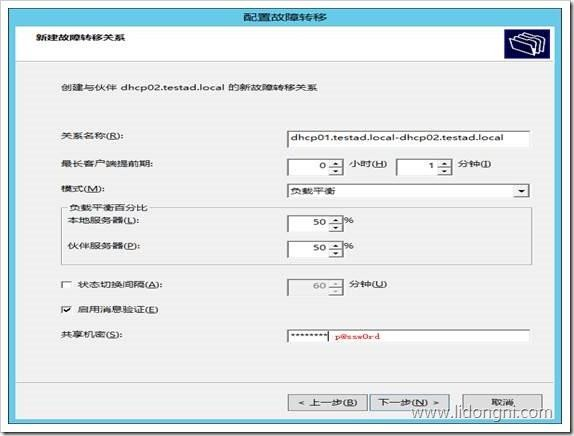 配置故障转移
新建故障转移关系
创建与伙伴 dhcp02.testad.local 的新故障转移关系
关系名称(R): dhcp01.testad.local-dhcp02.testad.local
最长客户端提前期: 0 小时(H) 1 分钟(I)
模式(M): 负载平衡
负载平衡百分比
本地服务器(L): 50 %
伙伴服务器(P): 50 %
状态切换间隔(A): 60 分钟(U)
启用消息验证(E)
共享机密(S): ******** p@ssw0rd
< 上一步(B) 下一步(N) > 取消
www.lidongni.com